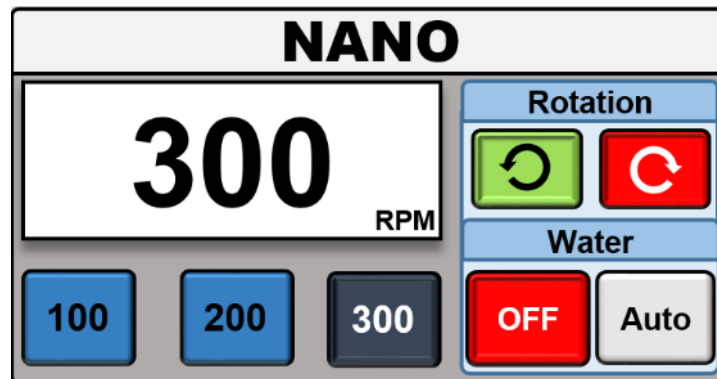 NANO
300
RPM
Rotation
Water
100
200
300
OFF
Auto